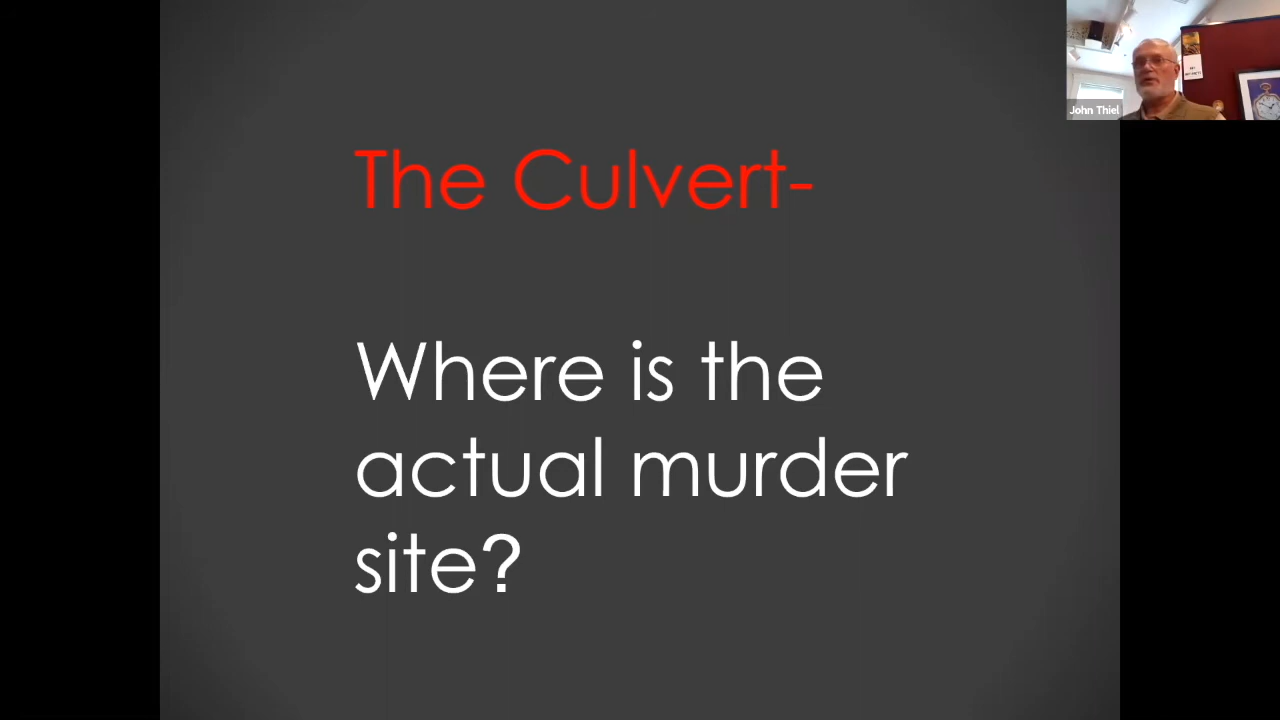 The Culvert-
Where is the
actual murder
site?
John Thiel